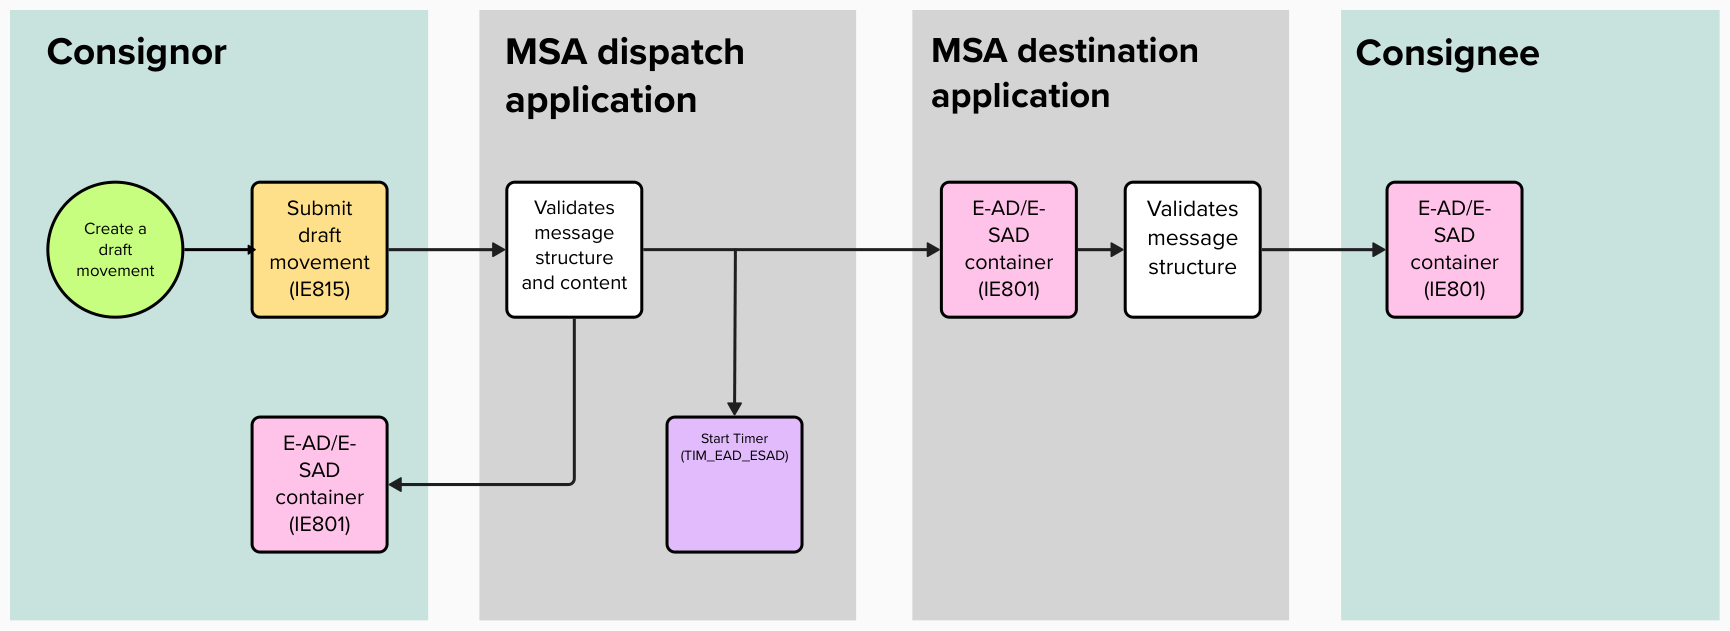 Consignor
MSA dispatch
application
MSA destination
application
Consignee
Create a
draft
movement
Submit
draft
movement
(IE815)
Validates
message
structure
and content
E-AD/E-
SAD
container
(IE801)
Validates
message
structure
E-AD/E-
SAD
container
(IE801)
E-AD/E-
SAD
container
(IE801)
Start Timer
(TIM_EAD_ESAD)